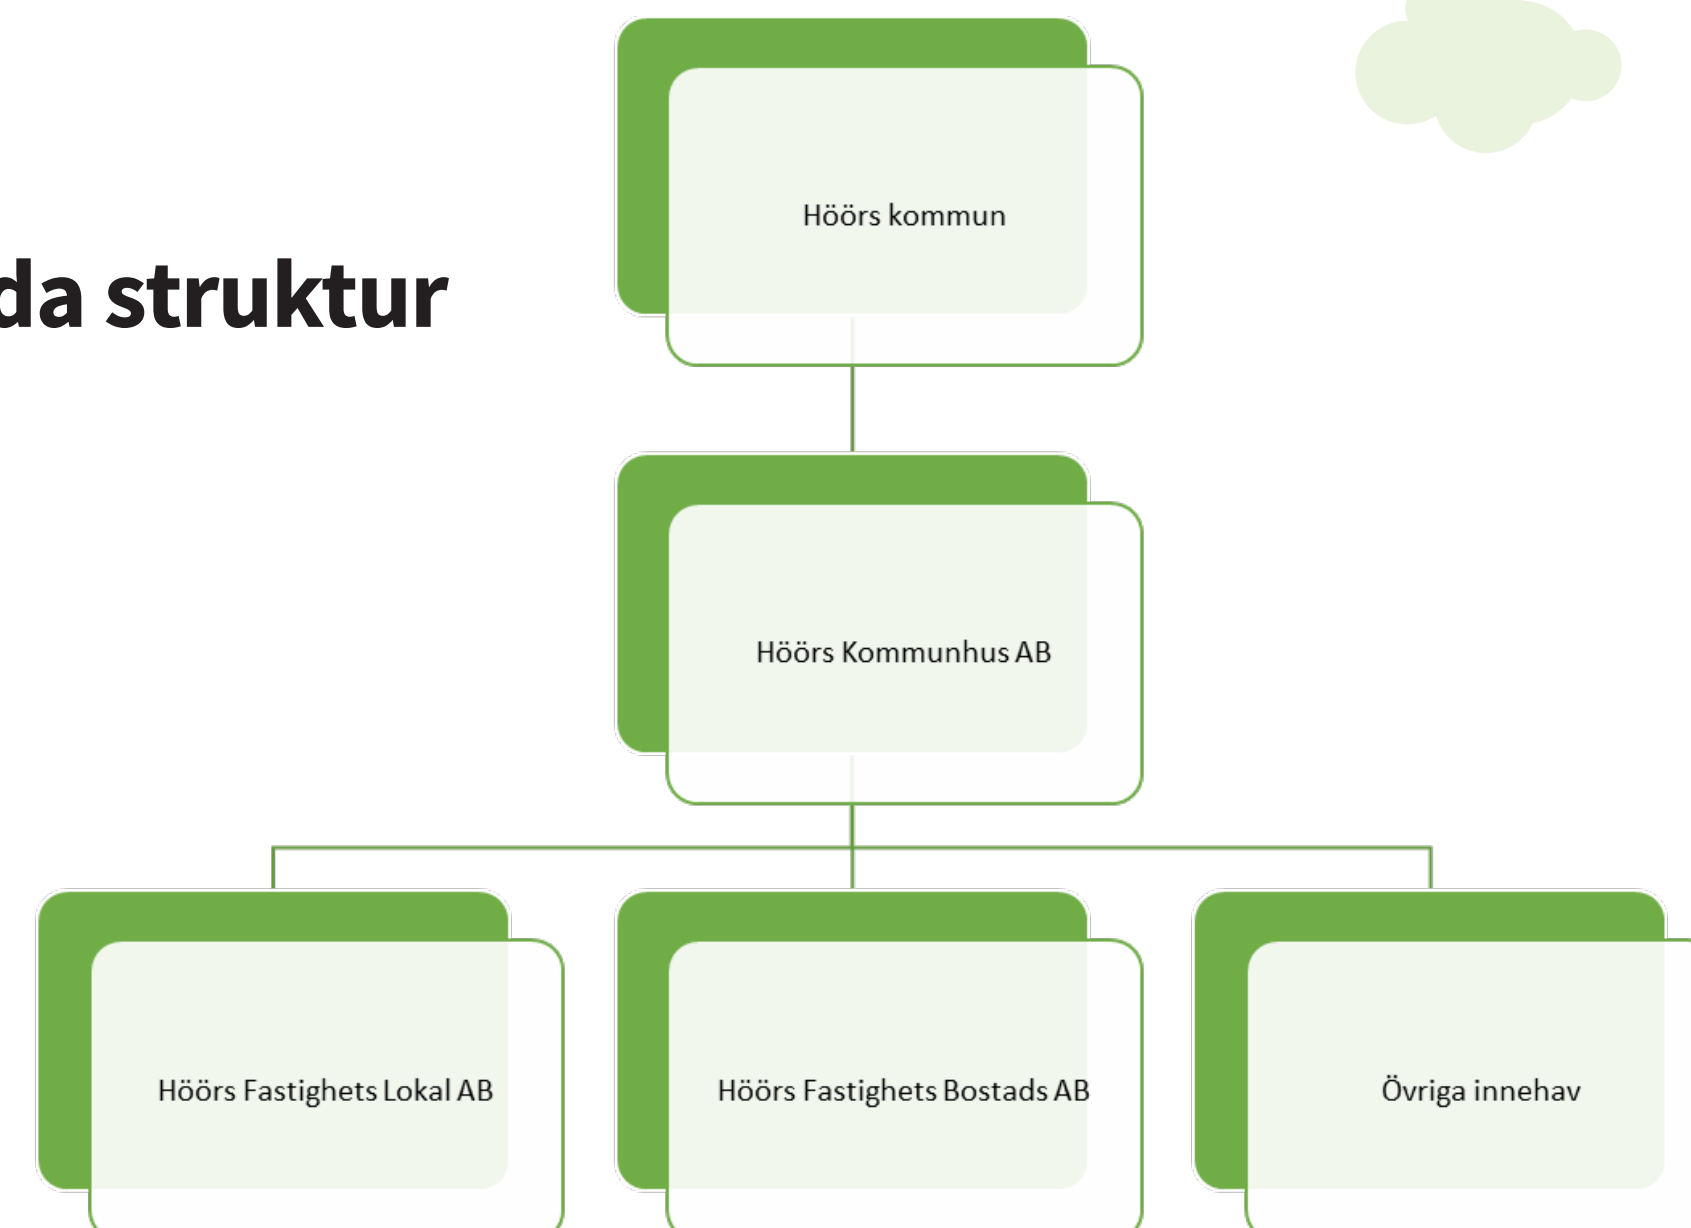 Höörs kommun
da struktur
Höörs Kommunhus AB
Höörs Fastighets Lokal AB
Höörs Fastighets Bostads AB
Övriga innehav